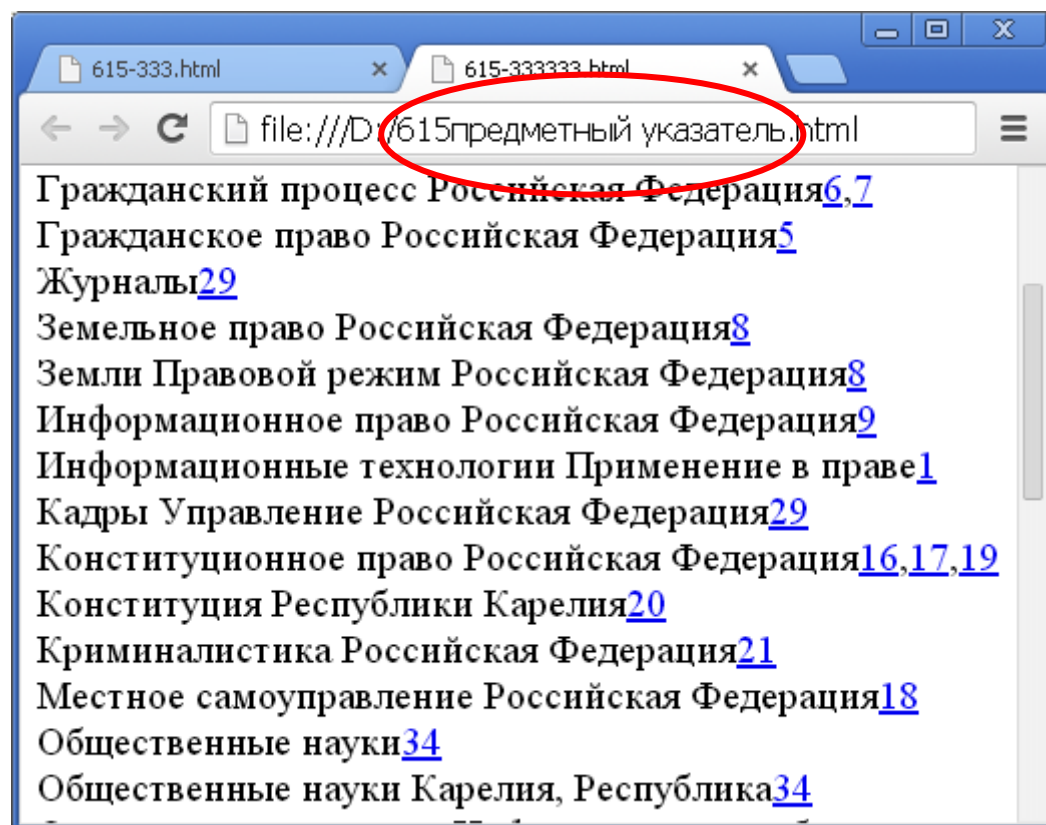 615-333.html
615-333333.html
file:///D:/615предметный указатель.html
Гражданский процесс Российская Федерация6,7
Гражданское право Российская Федерация5
Журналы29
Земельное право Российская Федерация8
Земли Правовой режим Российская Федерация8
Информационное право Российская Федерация9
Информационные технологии Применение в праве1
Кадры Управление Российская Федерация29
Конституционное право Российская Федерация16,17,19
Конституция Республики Карелия20
Криминалистика Российская Федерация21
Местное самоуправление Российская Федерация18
Общественные науки34
Общественные науки Карелия, Республика34